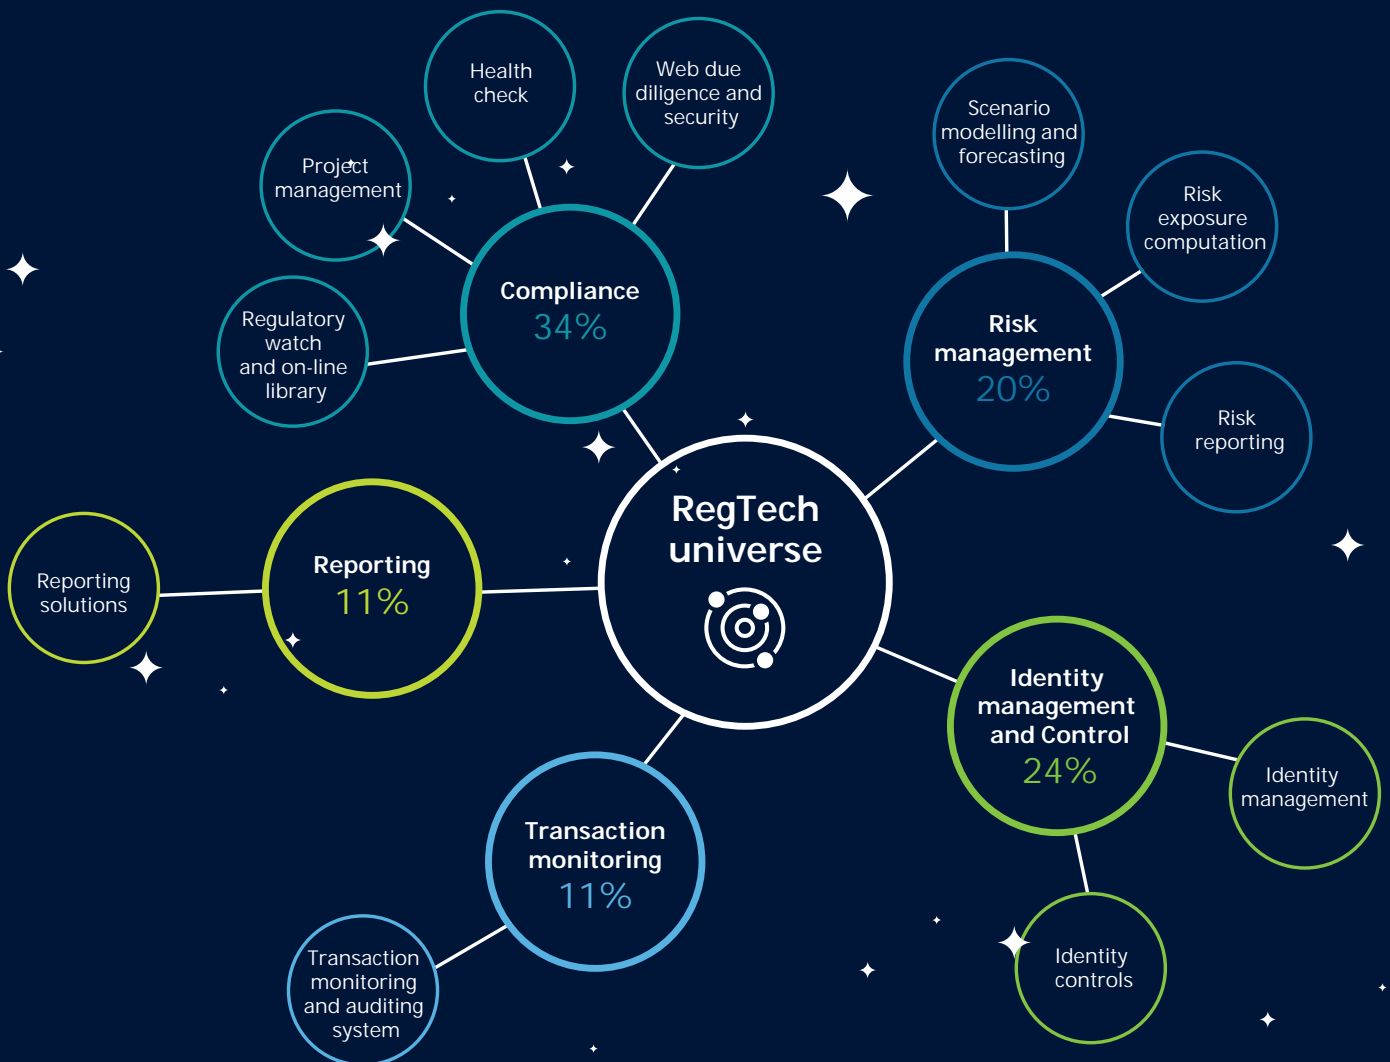 Health
check
Web due
diligence and
security
Project
management
Regulatory
watch
and on-line
library
Compliance
34%
Scenario
modelling and
forecasting
Risk
exposure
computation
Risk
management
20%
Risk
reporting
RegTech
universe
Reporting
11%
Reporting
solutions
Identity
management
and Control
24%
Identity
management
Identity
controls
Transaction
monitoring
11%
Transaction
monitoring
and auditing
system